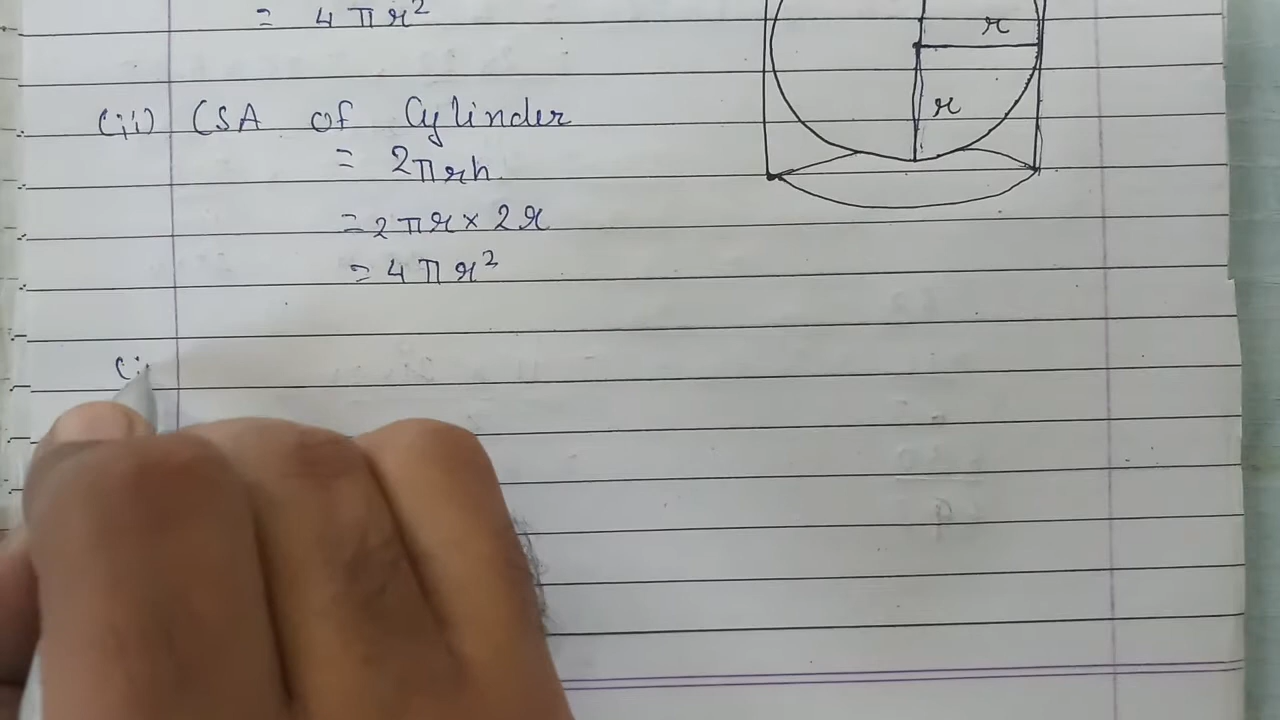 = 4πr²
(ii) CSA of Cylinder
= 2πrh
= 2πr × 2r
= 4πr²
r
r
(i